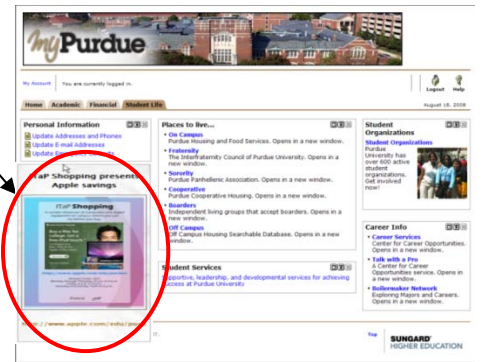 myPurdue
My Account
You are currently logged in.
Logout
Help
Home
Academic
Financial
Student Life
August 18, 2008
Personal Information
Update Addresses and Phones
Update E-mail Addresses
Update Emergency
ITaP Shopping presents
Apple savings
ITaP Shopping
Places to live...
On Campus
Purdue Housing and Food Services. Opens in a new window.
Fraternity
The Interfraternity Council of Purdue University. Opens in a
new window.
Sorority
Purdue Panhellenic Association. Opens in a new window.
Cooperative
Purdue Cooperative Housing. Opens in a new window.
Boarders
Independent living groups that accept boarders. Opens in a
new window.
Off Campus
Off Campus Housing Searchable Database. Opens in a new
window.
Student Services
Supportive, leadership, and developmental services for achieving
success at Purdue University
Student
Organizations
Student Organizations
Purdue
University has
over 600 active
student
organizations.
Get involved
now!
Career Info
Career Services
Center for Career Opportunities.
Opens in a new window.
Talk with a Pro
A Center for Career
Opportunities service. Opens in
a new window.
Boilermaker Network
Exploring Majors and Careers.
Opens in a new window.
Top
SUNGARD
HIGHER EDUCATION